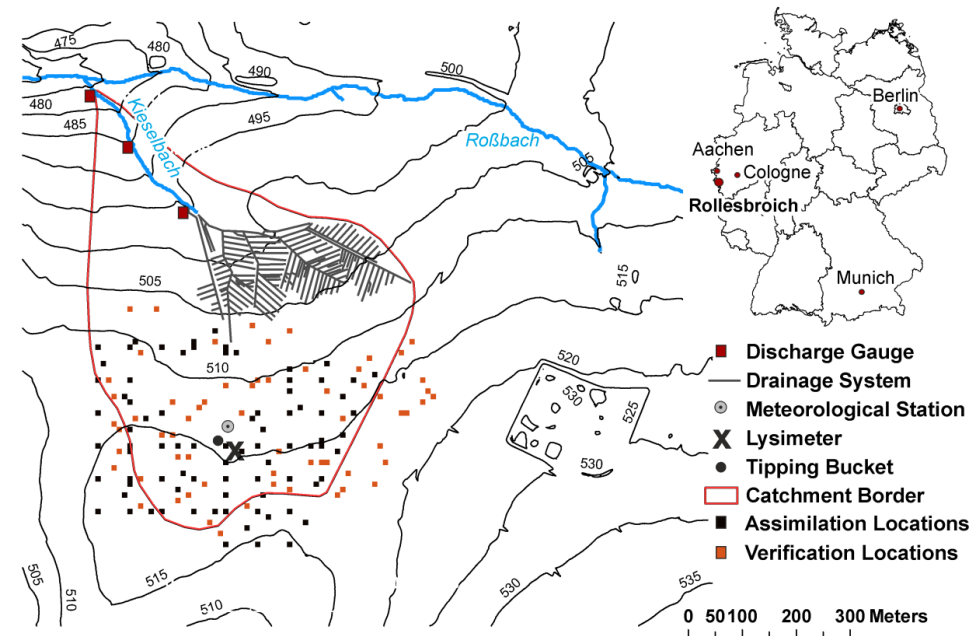 475
480
490
500
480
485
495
Kieselbach
Roßbach
505
505
510
515
520
530
525
530
515
510
505
510
530
535
Berlin
Aachen
Cologne
Rollesbroich
Munich
Discharge Gauge
Drainage System
Meteorological Station
X Lysimeter
Tipping Bucket
Catchment Border
Assimilation Locations
Verification Locations
0 50 100 200 300 Meters